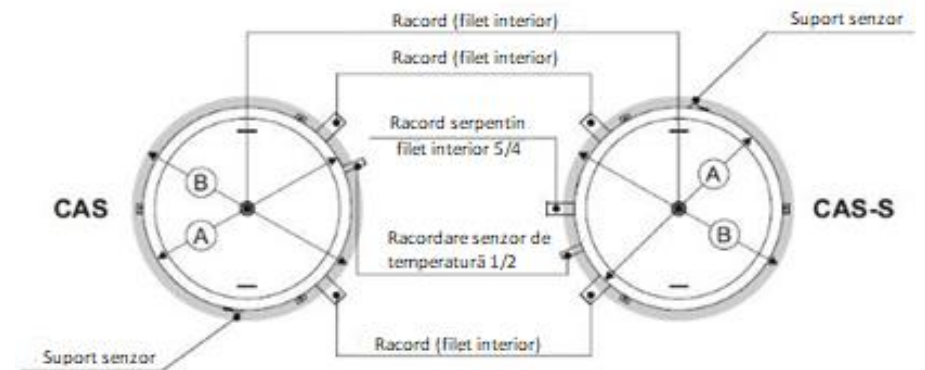 Racord (filet interior)
Suport senzor
Racord (filet interior)
Racord serpentin
filet interior 5/4
B
A
CAS
A
B
CAS-S
Racordare senzor de
temperatură 1/2
Racord (filet interior)
Suport senzor